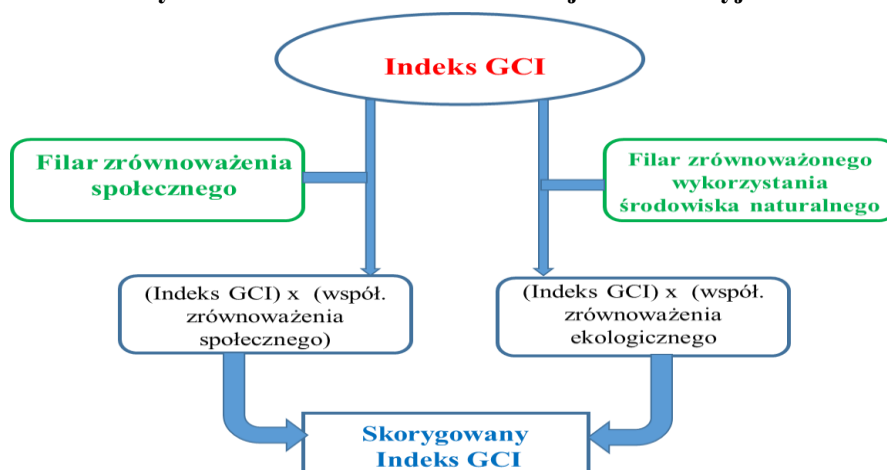 Indeks GCI
Filar zrównoważenia
społecznego
Filar zrównoważonego
wykorzystania
środowiska naturalnego
(Indeks GCI) x (współ.
zrównoważenia
społecznego)
(Indeks GCI) x (współ.
zrównoważenia
ekologicznego
Skorygowany
Indeks GCI